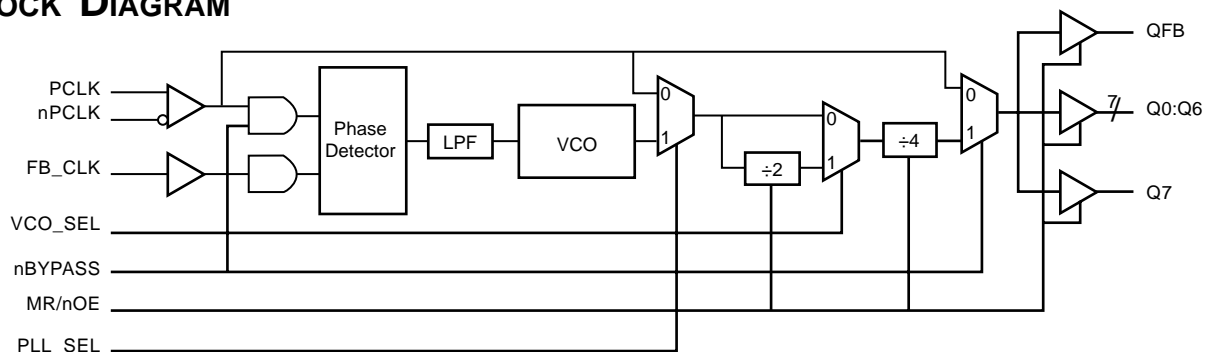 OCK DIAGRAM
QFB
PCLK
nPCLK
0
0
7
Q0:Q6
Phase
Detector
LPF
VCO
1
0
÷4
1
FB_CLK
÷2
1
Q7
VCO_SEL
nBYPASS
MR/nOE
PLL_SEL